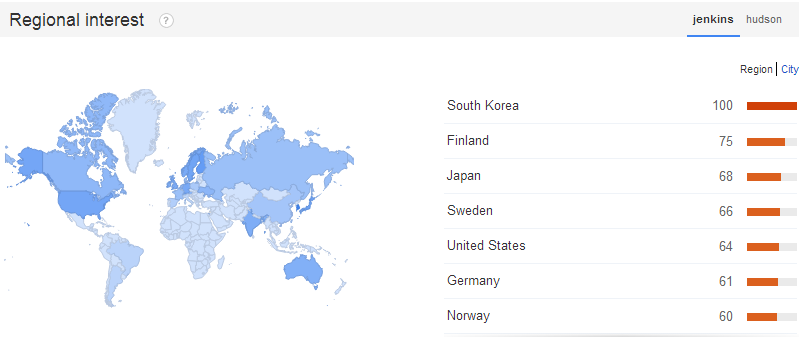 Regional interest ? jenkins hudson
Region | City
South Korea 100
Finland 75
Japan 68
Sweden 66
United States 64
Germany 61
Norway 60